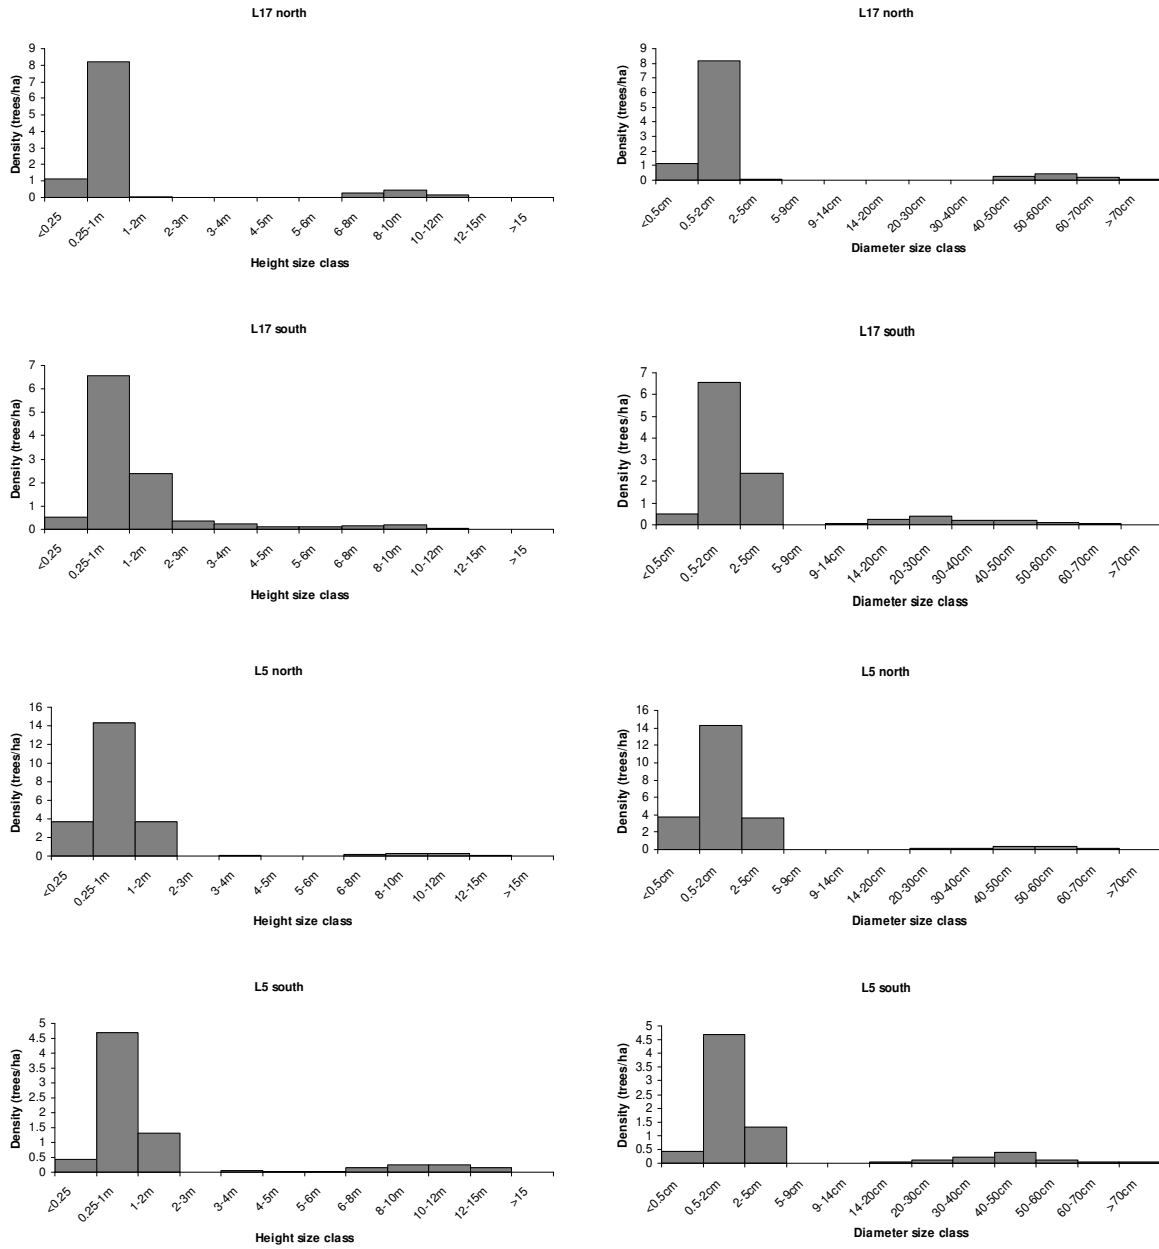 L17 north
Density (trees/ha)
9
8
7
6
5
4
3
2
1
0
<0.25
0.25-1m
1-2m
2-3m
3-4m
4-5m
5-6m
6-8m
8-10m
10-12m
12-15m
>15
Height size class
L17 north
Density (trees/ha)
9
8
7
6
5
4
3
2
1
0
<0.5cm
0.5-2cm
2-5cm
5-9cm
9-14cm
14-20cm
20-30cm
30-40cm
40-50cm
50-60cm
60-70cm
>70cm
Diameter size class
L17 south
Density (trees/ha)
7
6
5
4
3
2
1
0
<0.25
0.25-1m
1-2m
2-3m
3-4m
4-5m
5-6m
6-8m
8-10m
10-12m
12-15m
>15
Height size class
L17 south
Density (trees/ha)
7
6
5
4
3
2
1
0
<0.5cm
0.5-2cm
2-5cm
5-9cm
9-14cm
14-20cm
20-30cm
30-40cm
40-50cm
50-60cm
60-70cm
>70cm
Diameter size class
L5 north
Density (trees/ha)
16
14
12
10
8
6
4
2
0
<0.25
0.25-1m
1-2m
2-3m
3-4m
4-5m
5-6m
6-8m
8-10m
10-12m
12-15m
>15m
Height size class
L5 north
Density (trees/ha)
16
14
12
10
8
6
4
2
0
<0.5cm
0.5-2cm
2-5cm
5-9cm
9-14cm
14-20cm
20-30cm
30-40cm
40-50cm
50-60cm
60-70cm
>70cm
Diameter size class
L5 south
Density (trees/ha)
5
4.5
4
3.5
3
2.5
2
1.5
1
0.5
0
<0.25
0.25-1m
1-2m
2-3m
3-4m
4-5m
5-6m
6-8m
8-10m
10-12m
12-15m
>15
Height size class
L5 south
Density (trees/ha)
5
4.5
4
3.5
3
2.5
2
1.5
1
0.5
0
<0.5cm
0.5-2cm
2-5cm
5-9cm
9-14cm
14-20cm
20-30cm
30-40cm
40-50cm
50-60cm
60-70cm
>70cm
Diameter size class